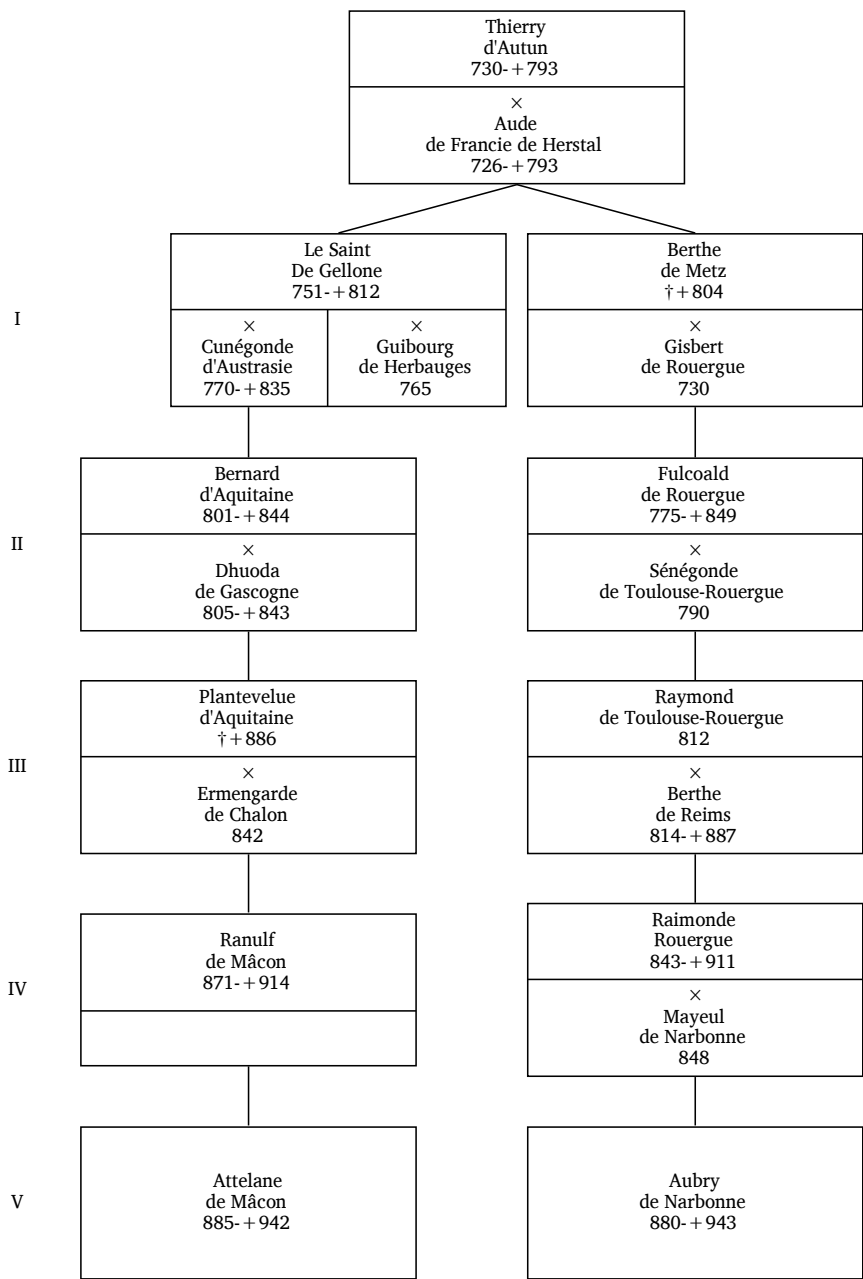 Thierry
d'Autun
730-+793
×
Aude
de Francie de Herstal
726-+793
I
Le Saint
De Gellone
751-+812
×
Cunégonde
d'Austrasie
770-+835
×
Guibourg
de Herbauges
765
Berthe
de Metz
†+804
×
Gisbert
de Rouergue
730
II
Bernard
d'Aquitaine
801-+844
×
Dhuoda
de Gascogne
805-+843
Fulcoald
de Rouergue
775-+849
×
Sénégonde
de Toulouse-Rouergue
790
III
Plantevelue
d'Aquitaine
†+886
×
Ermengarde
de Chalon
842
Raymond
de Toulouse-Rouergue
812
×
Berthe
de Reims
814-+887
IV
Ranulf
de Mâcon
871-+914
Raimonde
Rouergue
843-+911
×
Mayeul
de Narbonne
848
V
Attelane
de Mâcon
885-+942
Aubry
de Narbonne
880-+943